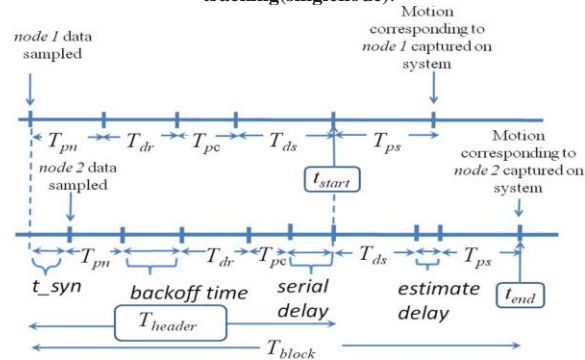 tracking(singlenode).
node 1 data
sampled
Motion
corresponding to
node 1 captured on
system
T_pn T_dr T_pc T_ds T_ps
node 2 data
sampled
t_start
Motion
corresponding to
node 2 captured on
system
T_pn T_dr T_pc T_ds T_ps
t_syn backoff time serial delay estimate delay t_end
T_header
T_block